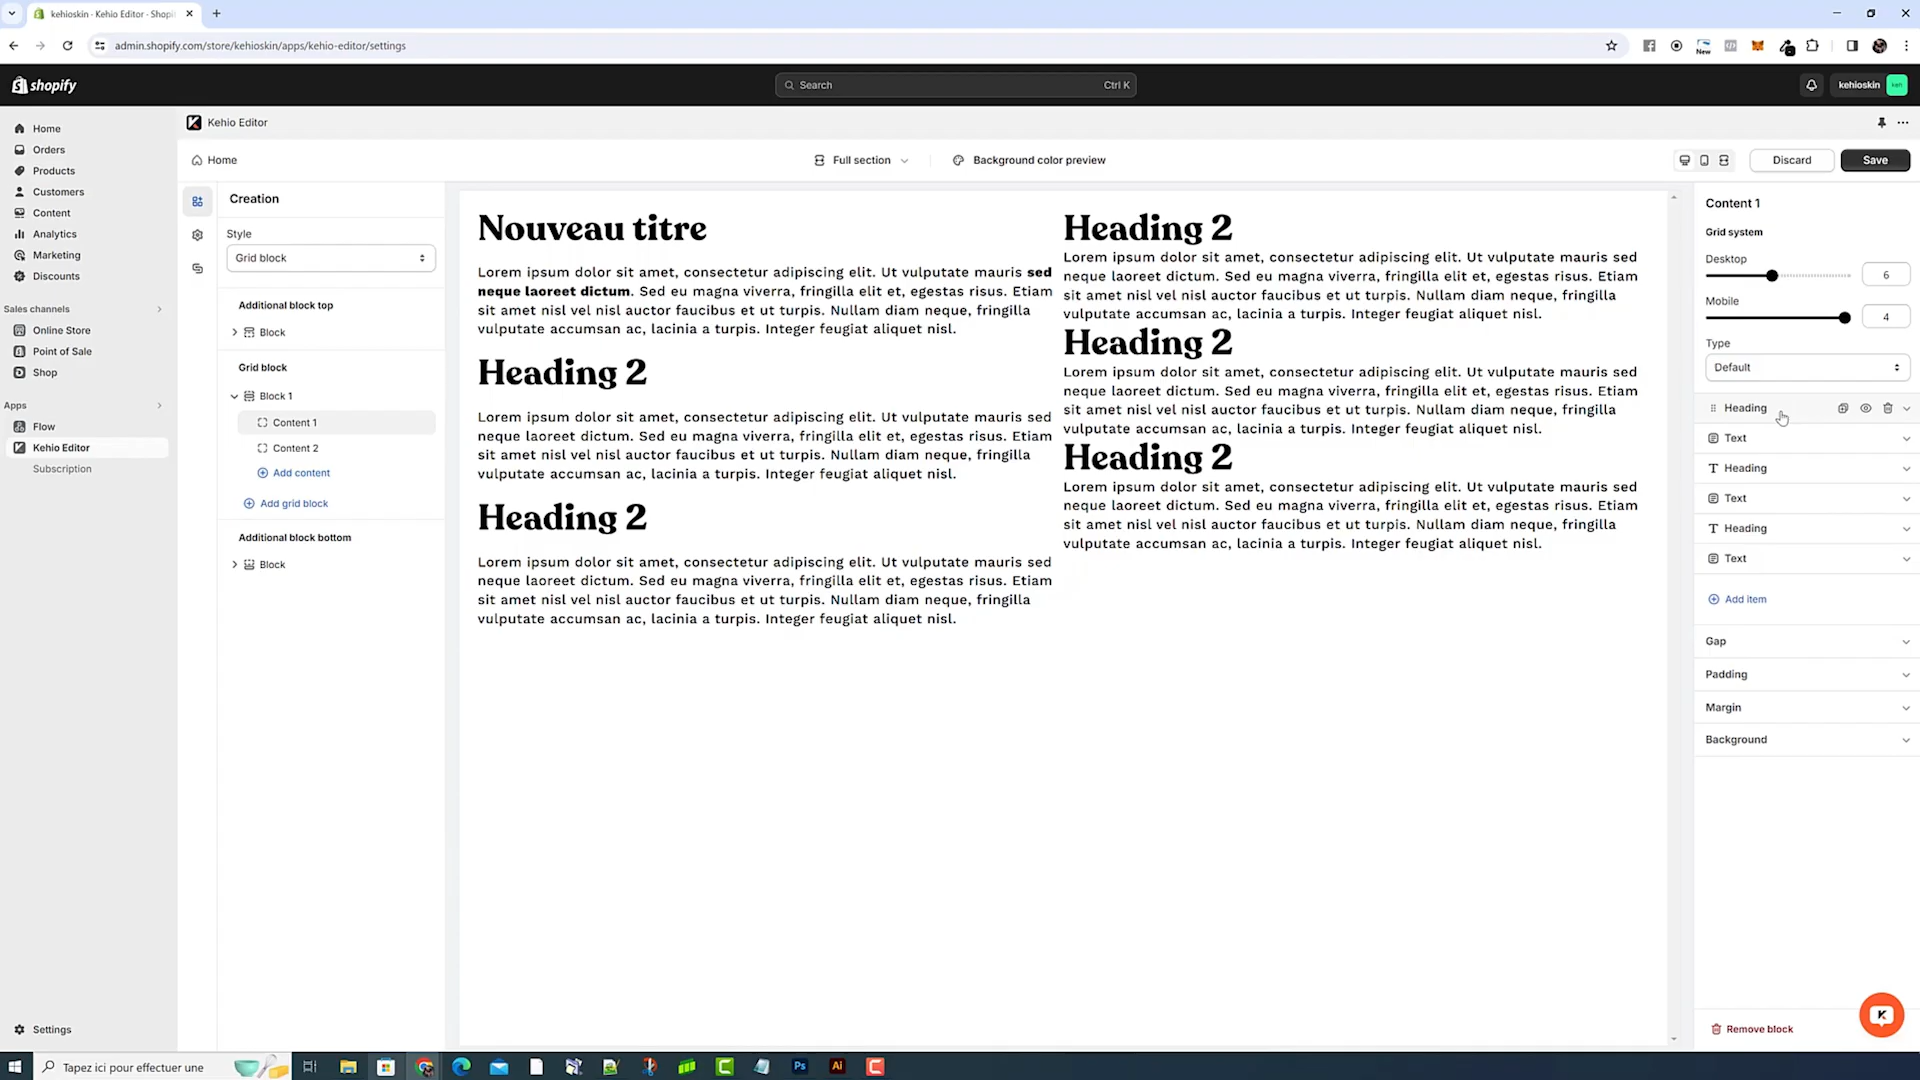 kehioskin · Kehio Editor · Shopi
admin.shopify.com/store/kehioskin/apps/kehio-editor/settings
New
shopify
Search
Ctrl K
kehioskin
keh
Home
Orders
Products
Customers
Content
Analytics
Marketing
Discounts
Sales channels
Online Store
Point of Sale
Shop
Apps
Flow
Kehio Editor
Subscription
Settings
Kehio Editor
Home
Full section
Background color preview
Discard
Save
Creation
Style
Grid block
Additional block top
Block
Grid block
Block 1
Content 1
Content 2
Add content
Add grid block
Additional block bottom
Block
Nouveau titre
Lorem ipsum dolor sit amet, consectetur adipiscing elit. Ut vulputate mauris sed
neque laoreet dictum. Sed eu magna viverra, fringilla elit et, egestas risus. Etiam
sit amet nisl vel nisl auctor faucibus et ut turpis. Nullam diam neque, fringilla
vulputate accumsan ac, lacinia a turpis. Integer feugiat aliquet nisl.
Heading 2
Lorem ipsum dolor sit amet, consectetur adipiscing elit. Ut vulputate mauris sed
neque laoreet dictum. Sed eu magna viverra, fringilla elit et, egestas risus. Etiam
sit amet nisl vel nisl auctor faucibus et ut turpis. Nullam diam neque, fringilla
vulputate accumsan ac, lacinia a turpis. Integer feugiat aliquet nisl.
Heading 2
Lorem ipsum dolor sit amet, consectetur adipiscing elit. Ut vulputate mauris sed
neque laoreet dictum. Sed eu magna viverra, fringilla elit et, egestas risus. Etiam
sit amet nisl vel nisl auctor faucibus et ut turpis. Nullam diam neque, fringilla
vulputate accumsan ac, lacinia a turpis. Integer feugiat aliquet nisl.
Heading 2
Lorem ipsum dolor sit amet, consectetur adipiscing elit. Ut vulputate mauris sed
neque laoreet dictum. Sed eu magna viverra, fringilla elit et, egestas risus. Etiam
sit amet nisl vel nisl auctor faucibus et ut turpis. Nullam diam neque, fringilla
vulputate accumsan ac, lacinia a turpis. Integer feugiat aliquet nisl.
Heading 2
Lorem ipsum dolor sit amet, consectetur adipiscing elit. Ut vulputate mauris sed
neque laoreet dictum. Sed eu magna viverra, fringilla elit et, egestas risus. Etiam
sit amet nisl vel nisl auctor faucibus et ut turpis. Nullam diam neque, fringilla
vulputate accumsan ac, lacinia a turpis. Integer feugiat aliquet nisl.
Heading 2
Lorem ipsum dolor sit amet, consectetur adipiscing elit. Ut vulputate mauris sed
neque laoreet dictum. Sed eu magna viverra, fringilla elit et, egestas risus. Etiam
sit amet nisl vel nisl auctor faucibus et ut turpis. Nullam diam neque, fringilla
vulputate accumsan ac, lacinia a turpis. Integer feugiat aliquet nisl.
Content 1
Grid system
Desktop
6
Mobile
4
Type
Default
Heading
Text
Heading
Text
Heading
Text
Add item
Gap
Padding
Margin
Background
Remove block
Tapez ici pour effectuer une
Ps
Ai